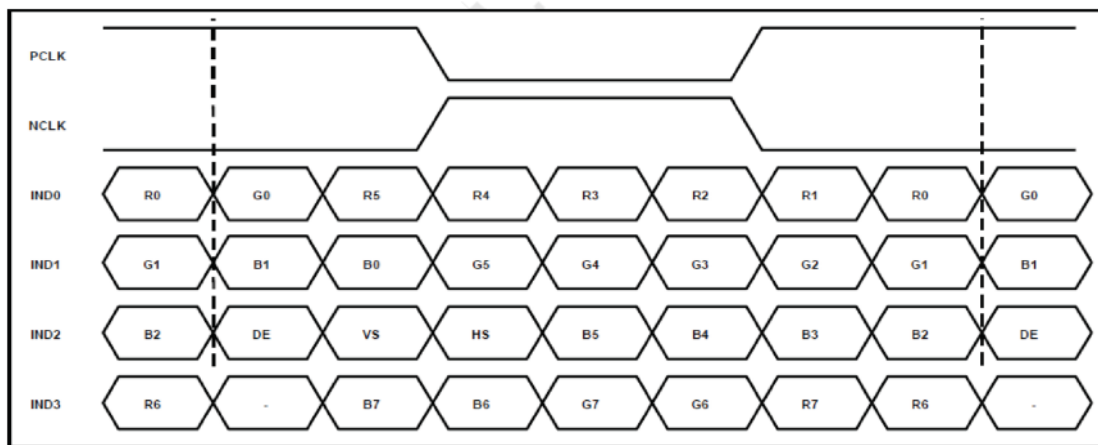 PCLK
NCLK
IND0 R0 G0 R5 R4 R3 R2 R1 R0 G0
IND1 G1 B1 B0 G5 G4 G3 G2 G1 B1
IND2 B2 DE VS HS B5 B4 B3 B2 DE
IND3 R6 - B7 B6 G7 G6 R7 R6 -